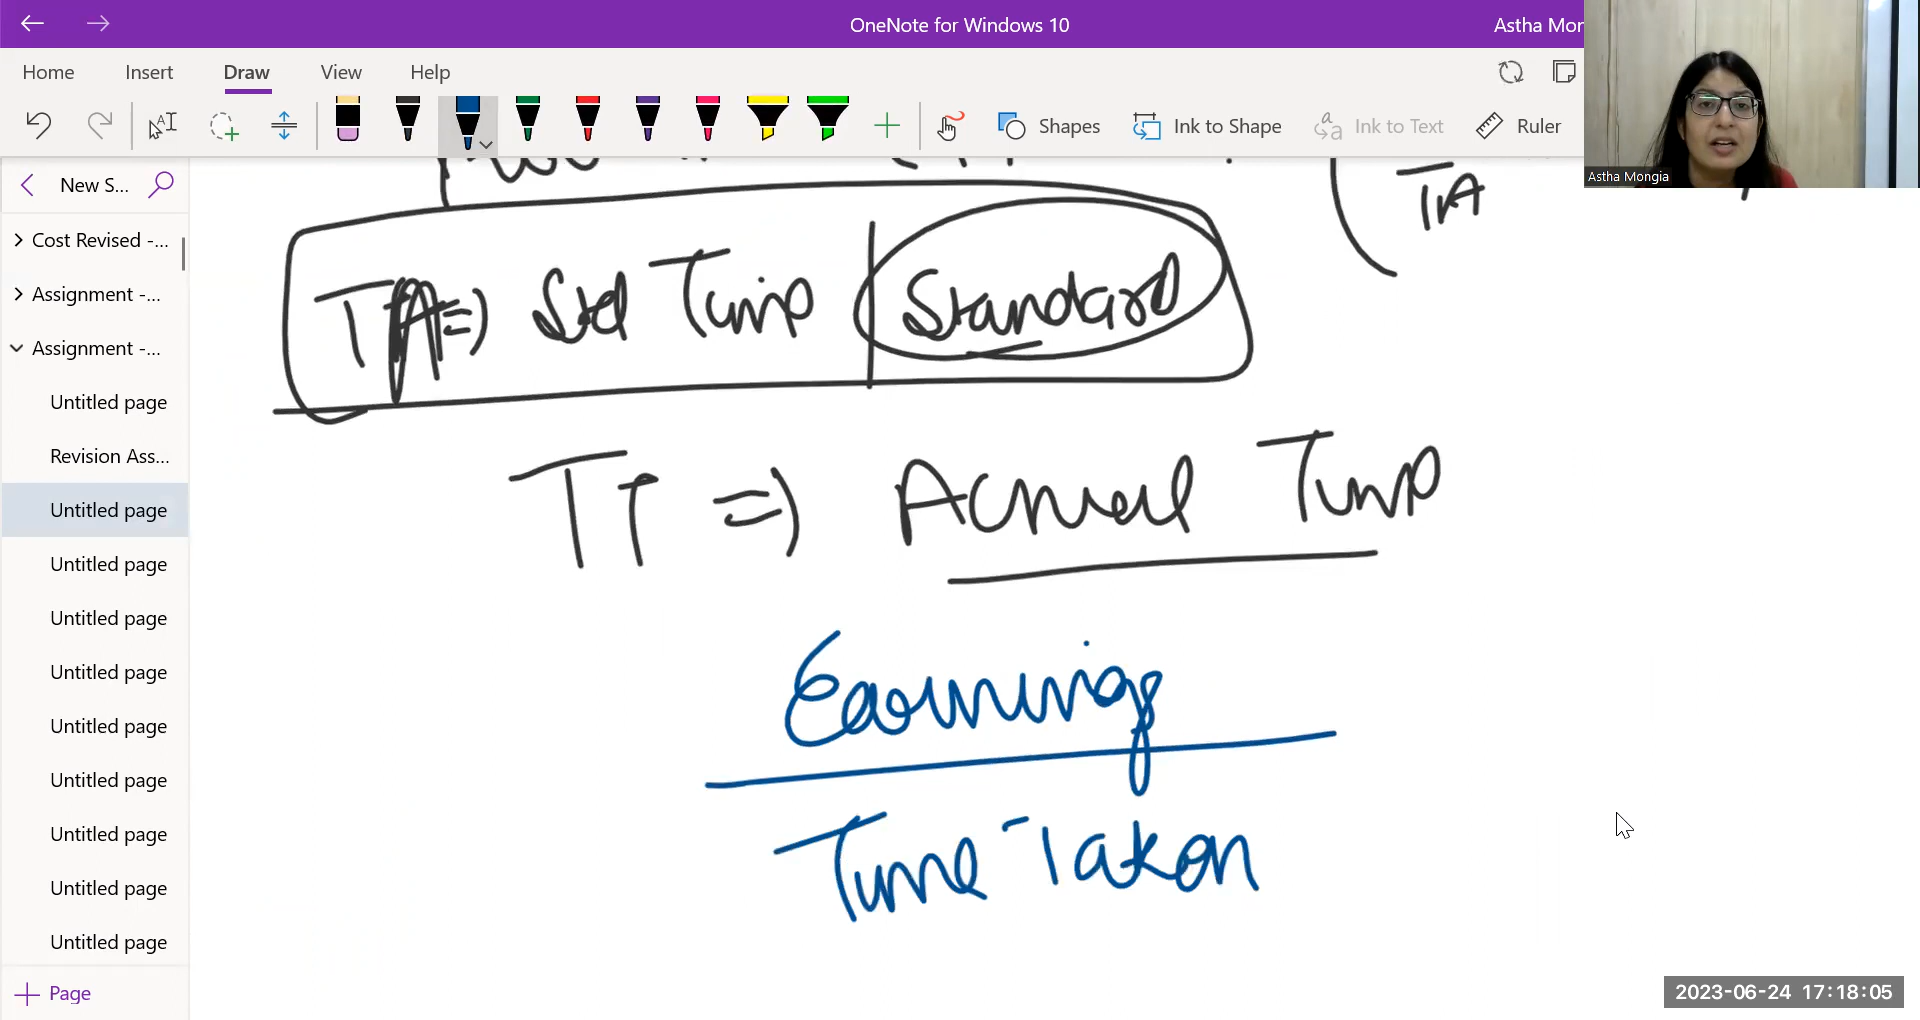 OneNote for Windows 10
Astha Mon
Home Insert Draw View Help
Shapes Ink to Shape Ink to Text Ruler
Astha Mongia
New S...
Cost Revised -...
Assignment -...
Assignment -...
Untitled page
Revision Ass...
Untitled page
Untitled page
Untitled page
Untitled page
Untitled page
Untitled page
Untitled page
Untitled page
Untitled page
Page
TA
TA => Std Time Standard
TT => Actual Time
Earnings
Time Taken
2023-06-24 17:18:05